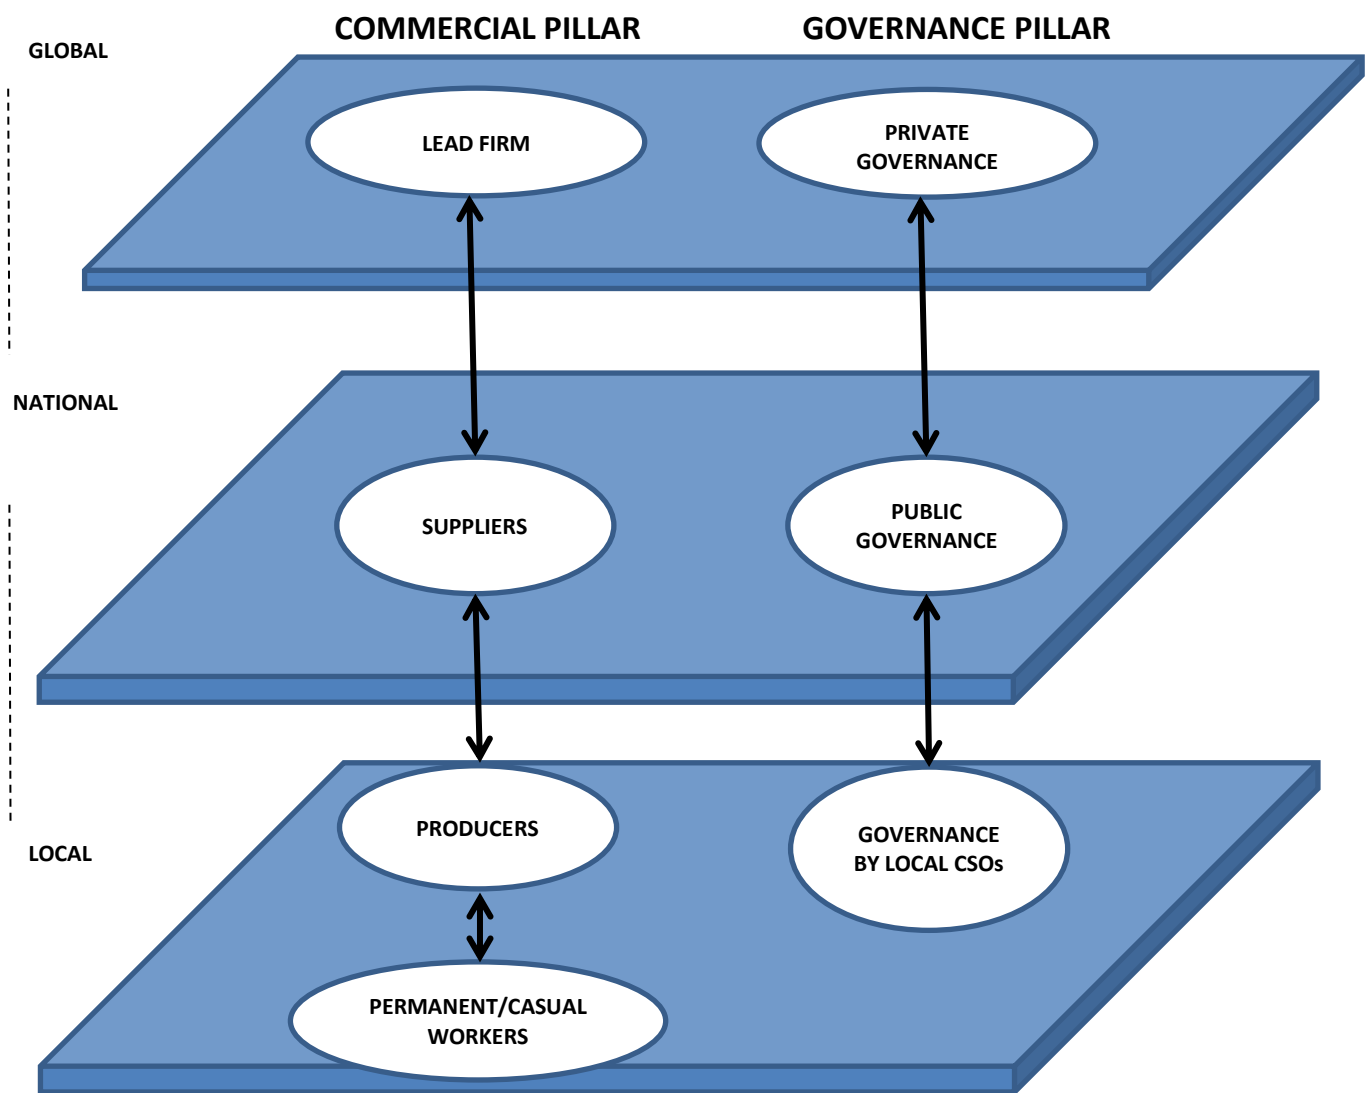 COMMERCIAL PILLAR
GOVERNANCE PILLAR
GLOBAL
LEAD FIRM
PRIVATE
GOVERNANCE
NATIONAL
SUPPLIERS
PUBLIC
GOVERNANCE
LOCAL
PRODUCERS
GOVERNANCE
BY LOCAL CSOs
PERMANENT/CASUAL
WORKERS